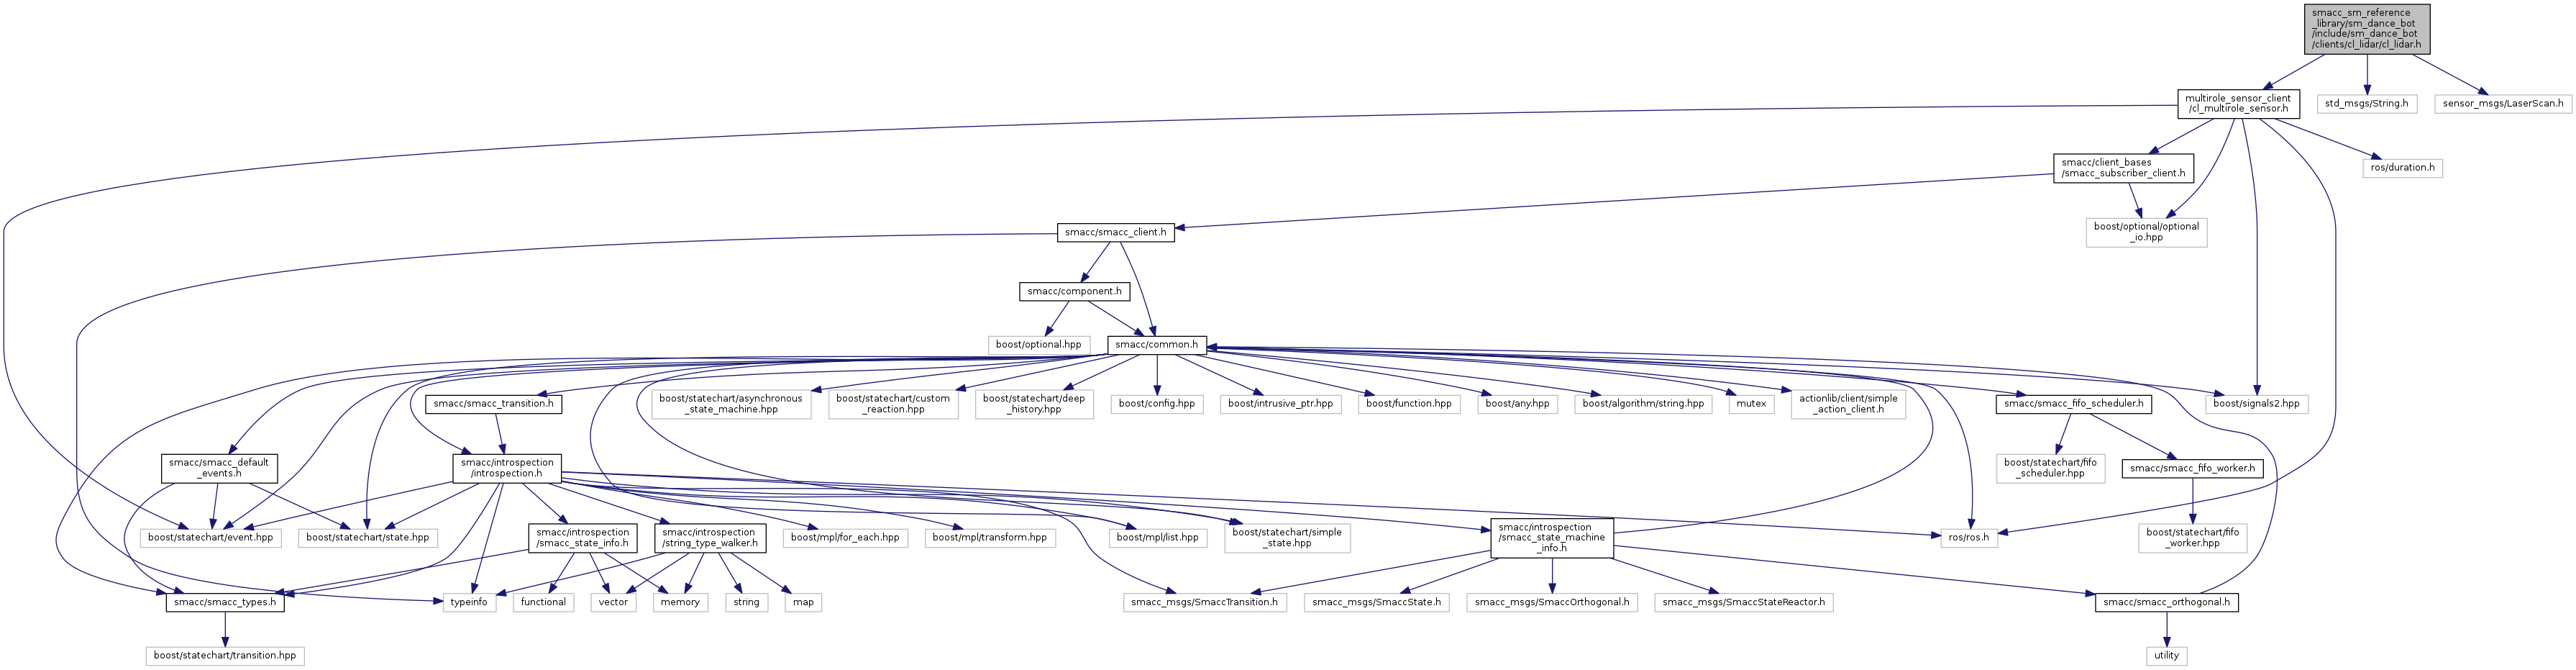 smacc_sm_reference
_library/sm_dance_bot
/include/sm_dance_bot
/clients/cl_lidar/cl_lidar.h
multirole_sensor_client
/cl_multirole_sensor.h
std_msgs/String.h
sensor_msgs/LaserScan.h
smacc/client_bases
/smacc_subscriber_client.h
ros/duration.h
smacc/smacc_client.h
boost/optional/optional
_io.hpp
smacc/component.h
boost/optional.hpp
smacc/common.h
smacc/smacc_transition.h
boost/statechart/asynchronous
_state_machine.hpp
boost/statechart/custom
_reaction.hpp
boost/statechart/deep
_history.hpp
boost/config.hpp
boost/intrusive_ptr.hpp
boost/function.hpp
boost/any.hpp
boost/algorithm/string.hpp
mutex
actionlib/client/simple
_action_client.h
smacc/smacc_fifo_scheduler.h
boost/signals2.hpp
smacc/smacc_default
_events.h
smacc/introspection
/introspection.h
boost/statechart/fifo
_scheduler.hpp
smacc/smacc_fifo_worker.h
boost/statechart/event.hpp
boost/statechart/state.hpp
smacc/introspection
/smacc_state_info.h
smacc/introspection
/string_type_walker.h
boost/mpl/for_each.hpp
boost/mpl/transform.hpp
boost/mpl/list.hpp
boost/statechart/simple
_state.hpp
smacc/introspection
/smacc_state_machine
_info.h
ros/ros.h
boost/statechart/fifo
_worker.hpp
smacc/smacc_types.h
typeinfo
functional
vector
memory
string
map
smacc_msgs/SmaccTransition.h
smacc_msgs/SmaccState.h
smacc_msgs/SmaccOrthogonal.h
smacc_msgs/SmaccStateReactor.h
smacc/smacc_orthogonal.h
boost/statechart/transition.hpp
utility